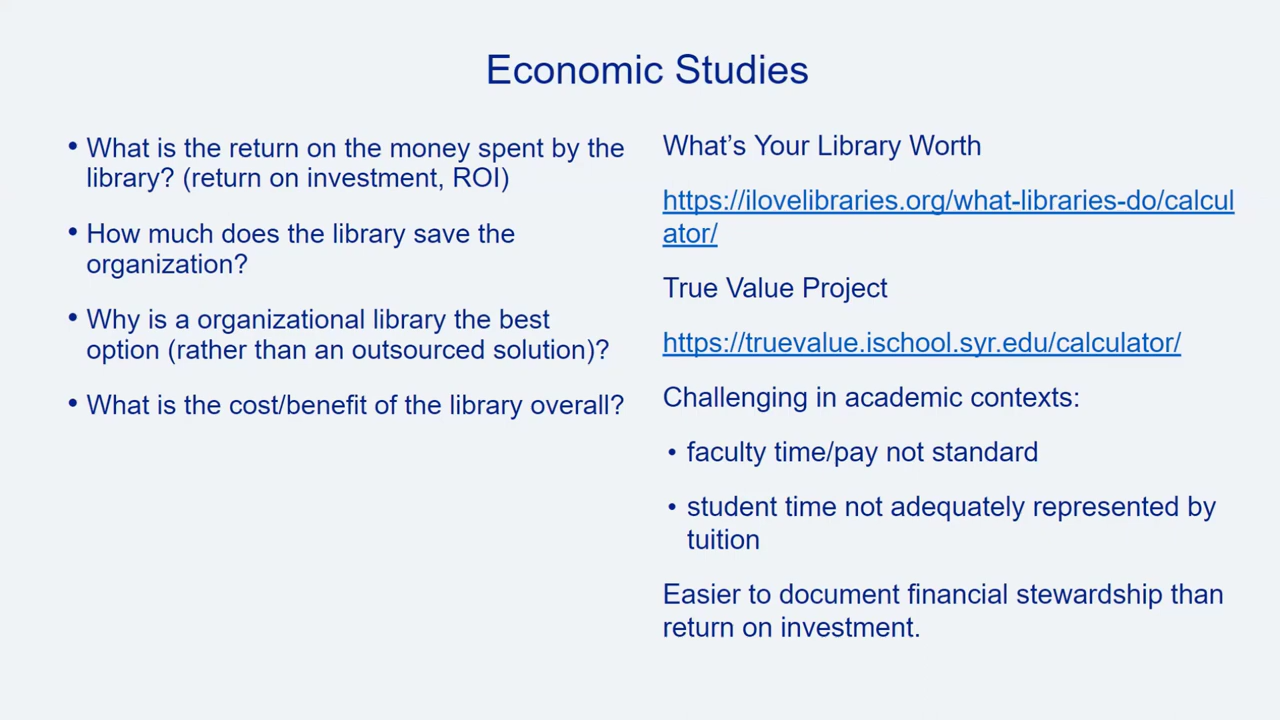 Economic Studies
• What is the return on the money spent by the
library? (return on investment, ROI)
• How much does the library save the
organization?
• Why is a organizational library the best
option (rather than an outsourced solution)?
• What is the cost/benefit of the library overall?
What’s Your Library Worth
https://ilovelibraries.org/what-libraries-do/calcul
ator/
True Value Project
https://truevalue.ischool.syr.edu/calculator/
Challenging in academic contexts:
• faculty time/pay not standard
• student time not adequately represented by
tuition
Easier to document financial stewardship than
return on investment.